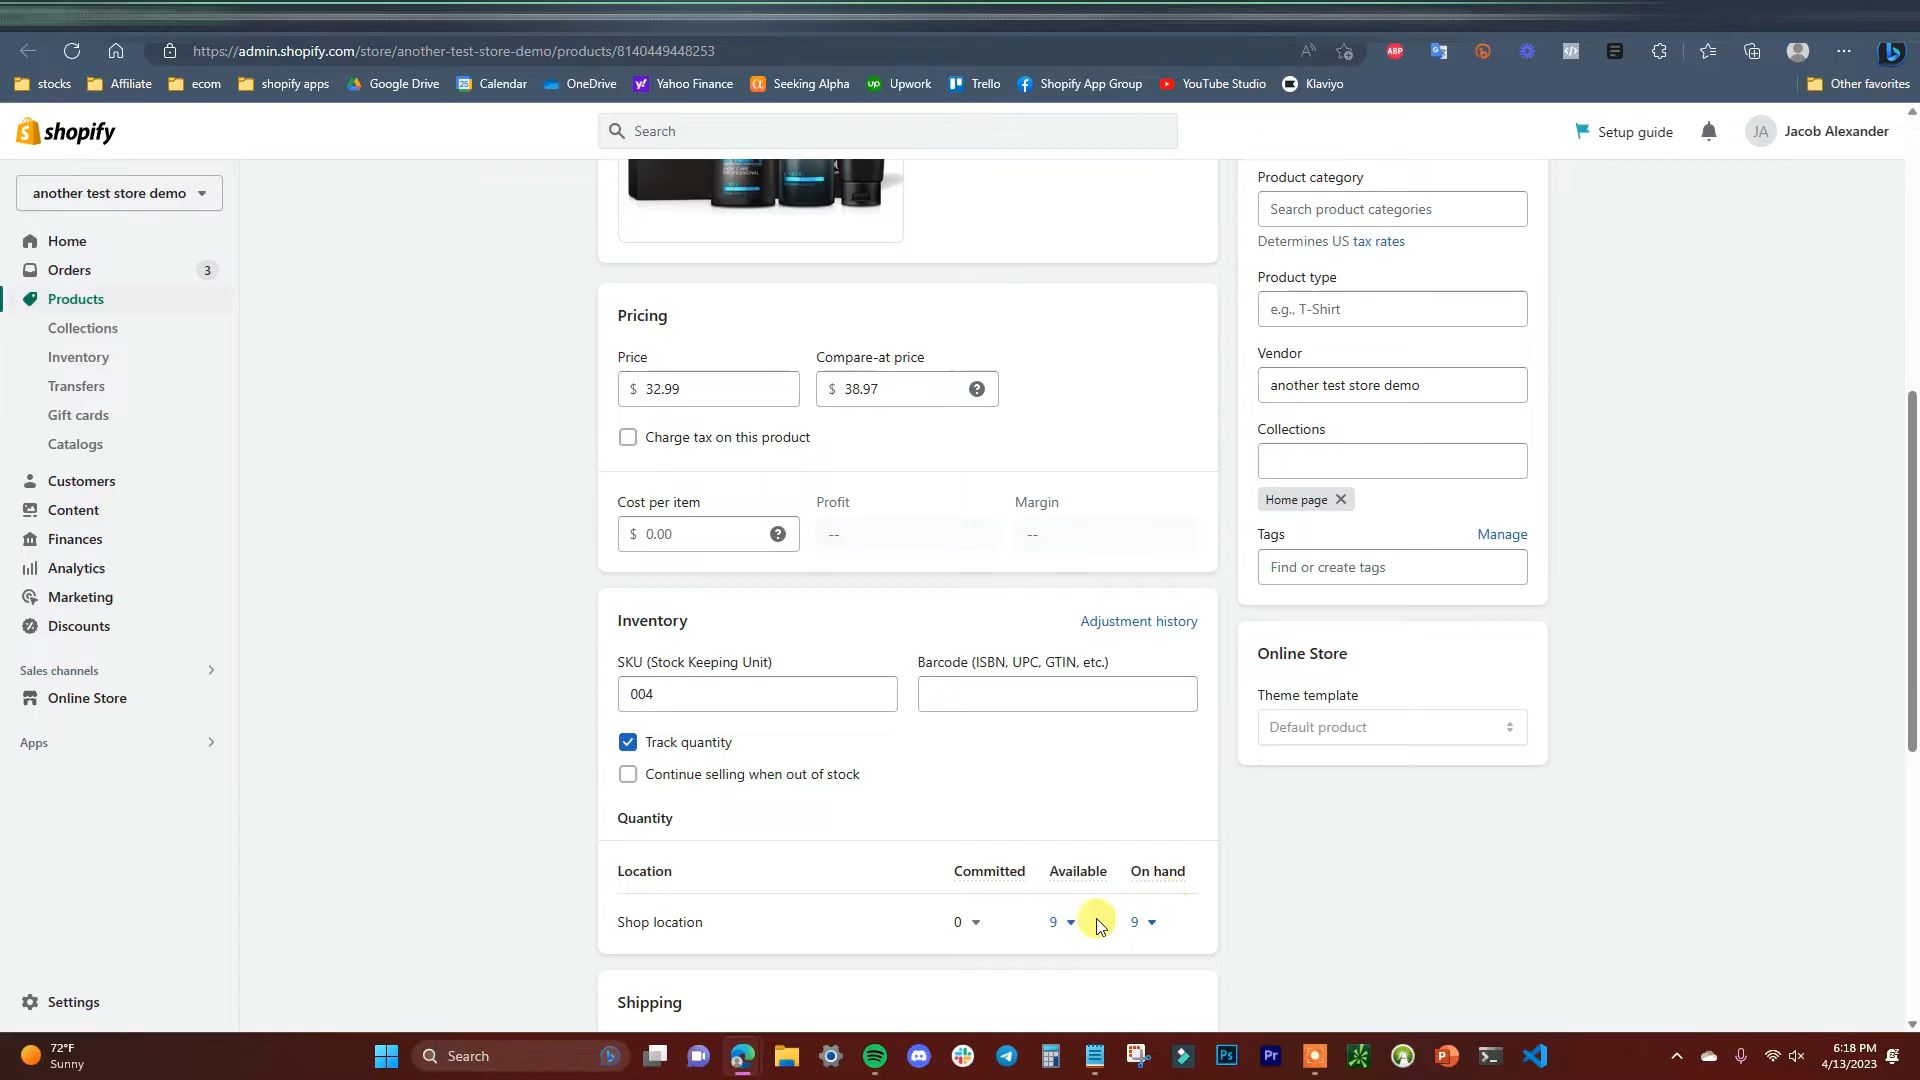 https://admin.shopify.com/store/another-test-store-demo/products/8140449448253
stocks Affiliate ecom shopify apps Google Drive Calendar OneDrive Yahoo Finance Seeking Alpha Upwork Trello Shopify App Group YouTube Studio Klaviyo Other favorites
shopify
Search
Setup guide
JA Jacob Alexander
another test store demo
Home
Orders 3
Products
Collections
Inventory
Transfers
Gift cards
Catalogs
Customers
Content
Finances
Analytics
Marketing
Discounts
Sales channels
Online Store
Apps
Settings
Pricing
Price Compare-at price
$ 32.99 $ 38.97
Charge tax on this product
Cost per item Profit Margin
$ 0.00 -- --
Inventory Adjustment history
SKU (Stock Keeping Unit) Barcode (ISBN, UPC, GTIN, etc.)
004
Track quantity
Continue selling when out of stock
Quantity
Location Committed Available On hand
Shop location 0 9 9
Shipping
Product category
Search product categories
Determines US tax rates
Product type
e.g., T-Shirt
Vendor
another test store demo
Collections
Home page
Tags Manage
Find or create tags
Online Store
Theme template
Default product
72°F
Sunny
Search
6:18 PM
4/13/2023